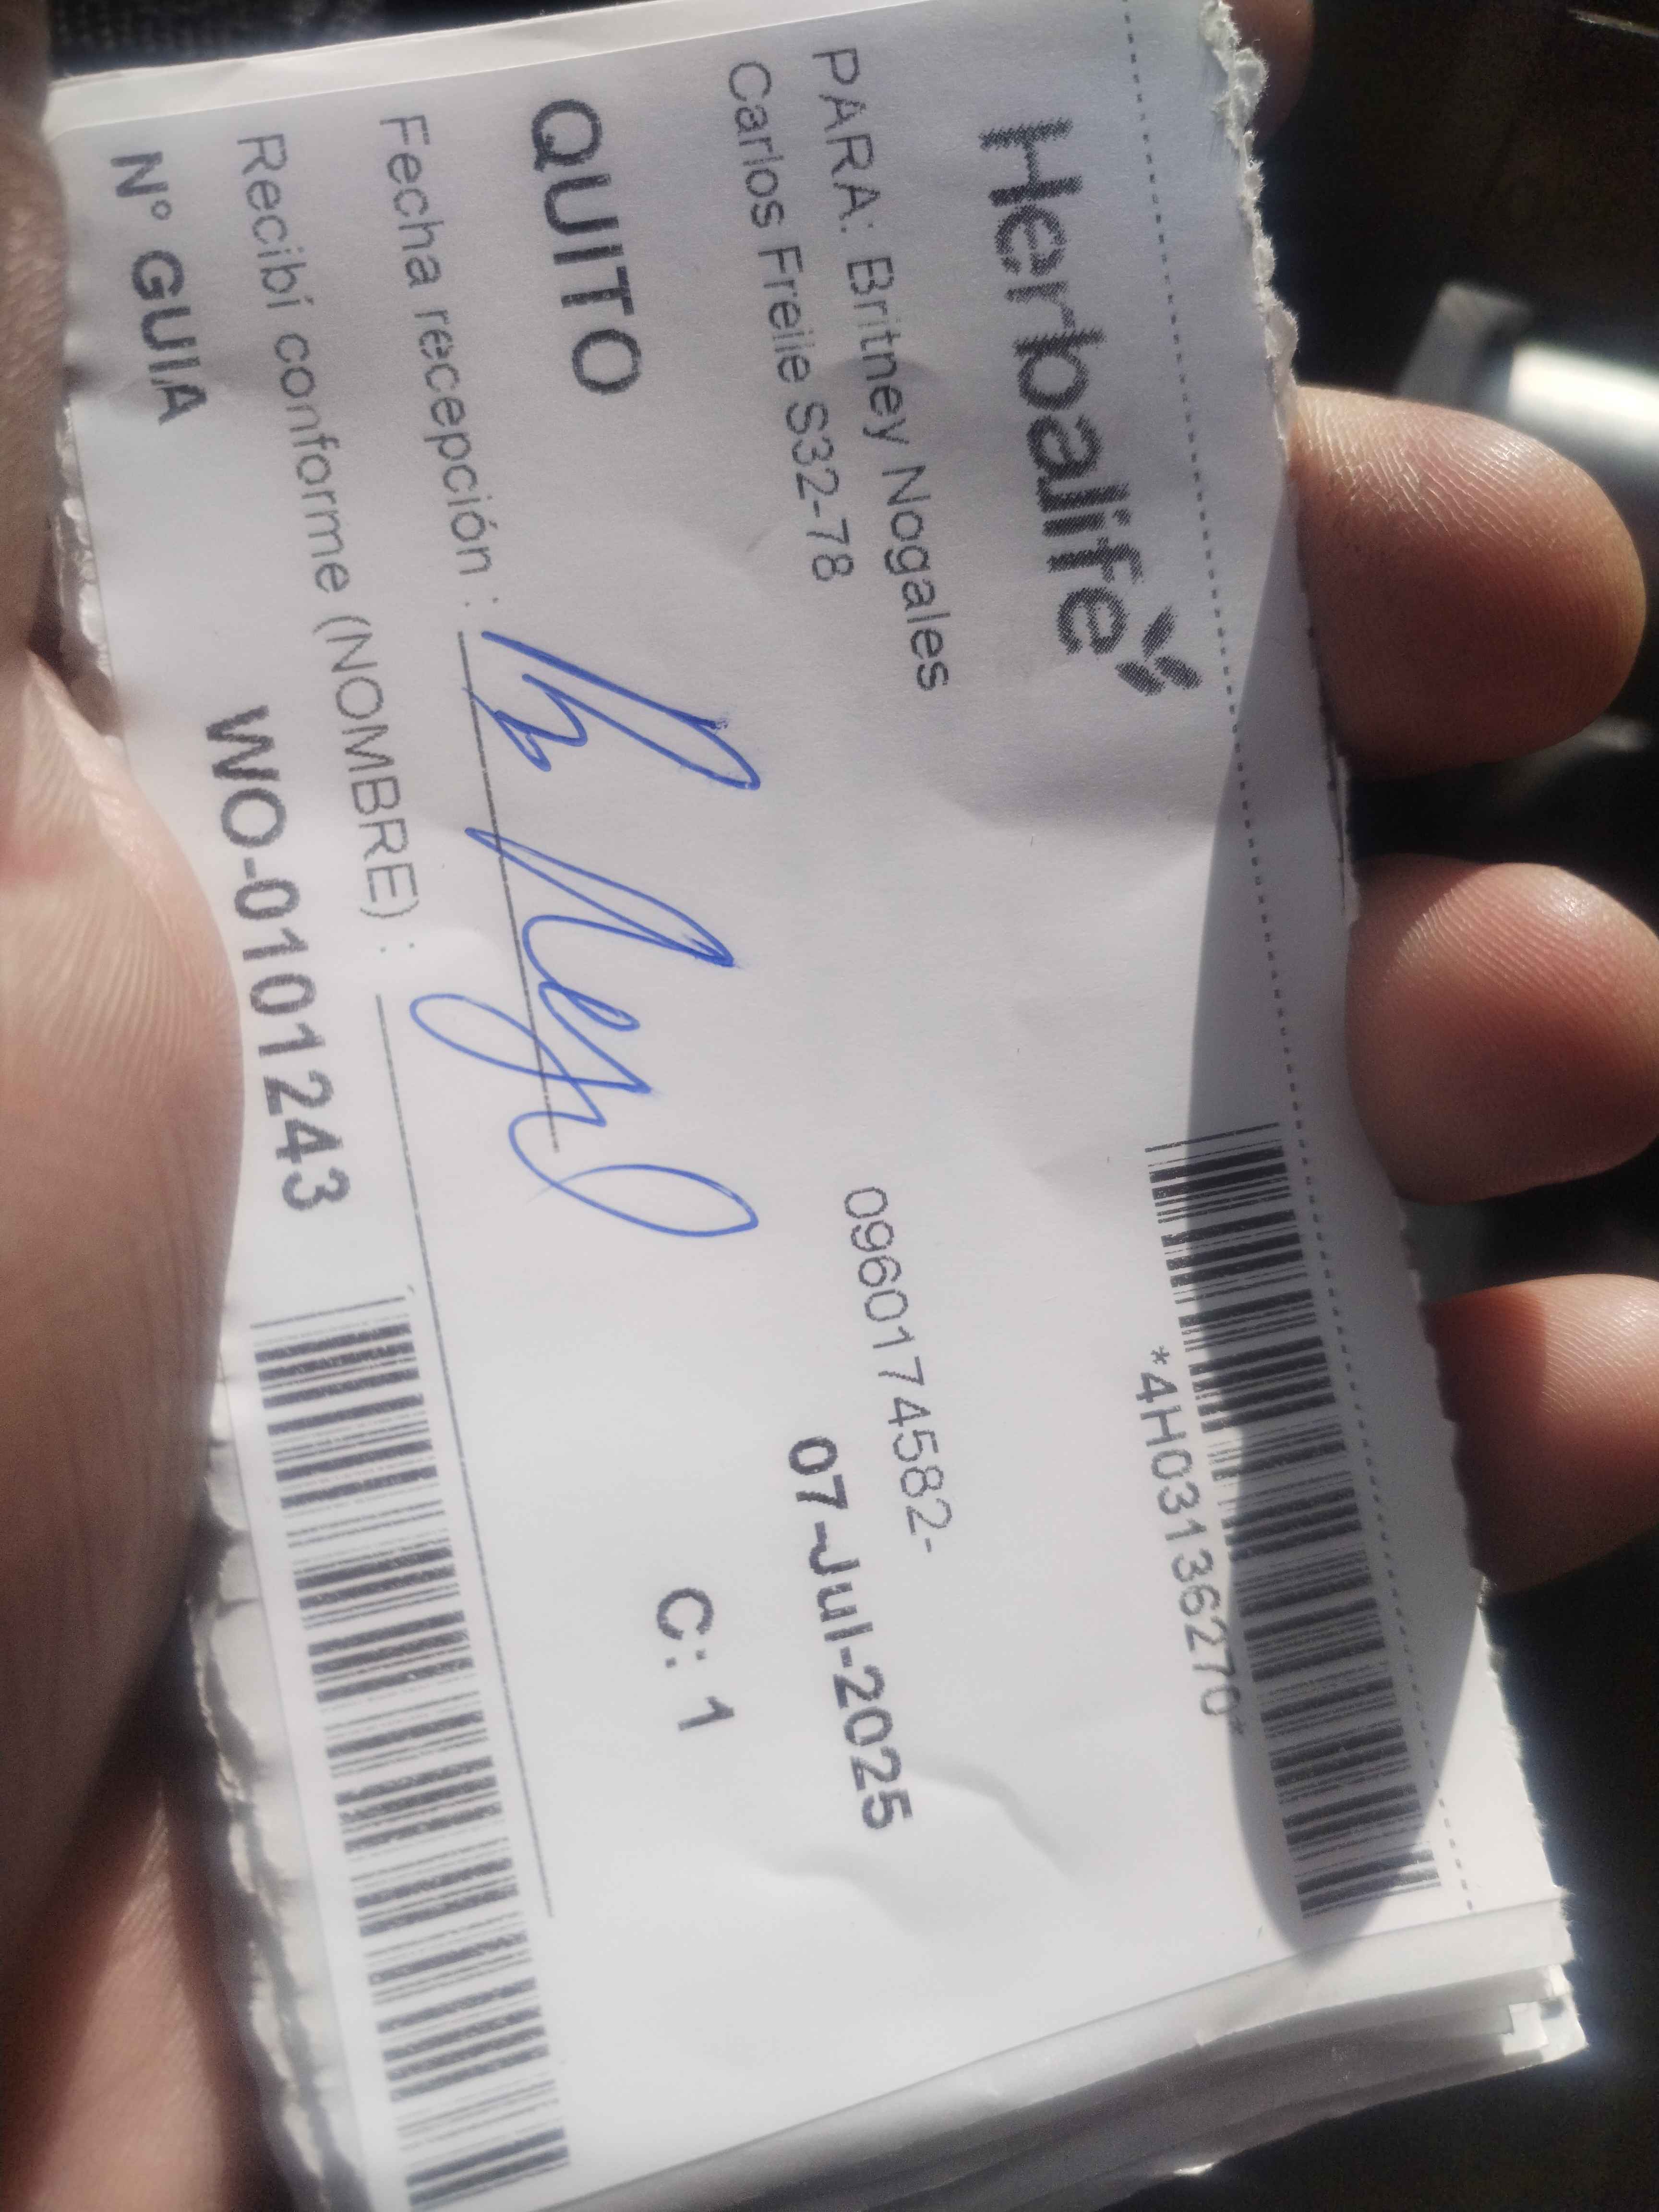 Herbalife
*4H03136270*
PARA: Britney Nogales 0960174582-
Carlos Freile S32-78 07-Jul-2025
QUITO C: 1
Fecha recepción :
Recibí conforme (NOMBRE) :
N° GUIA WO-0101243